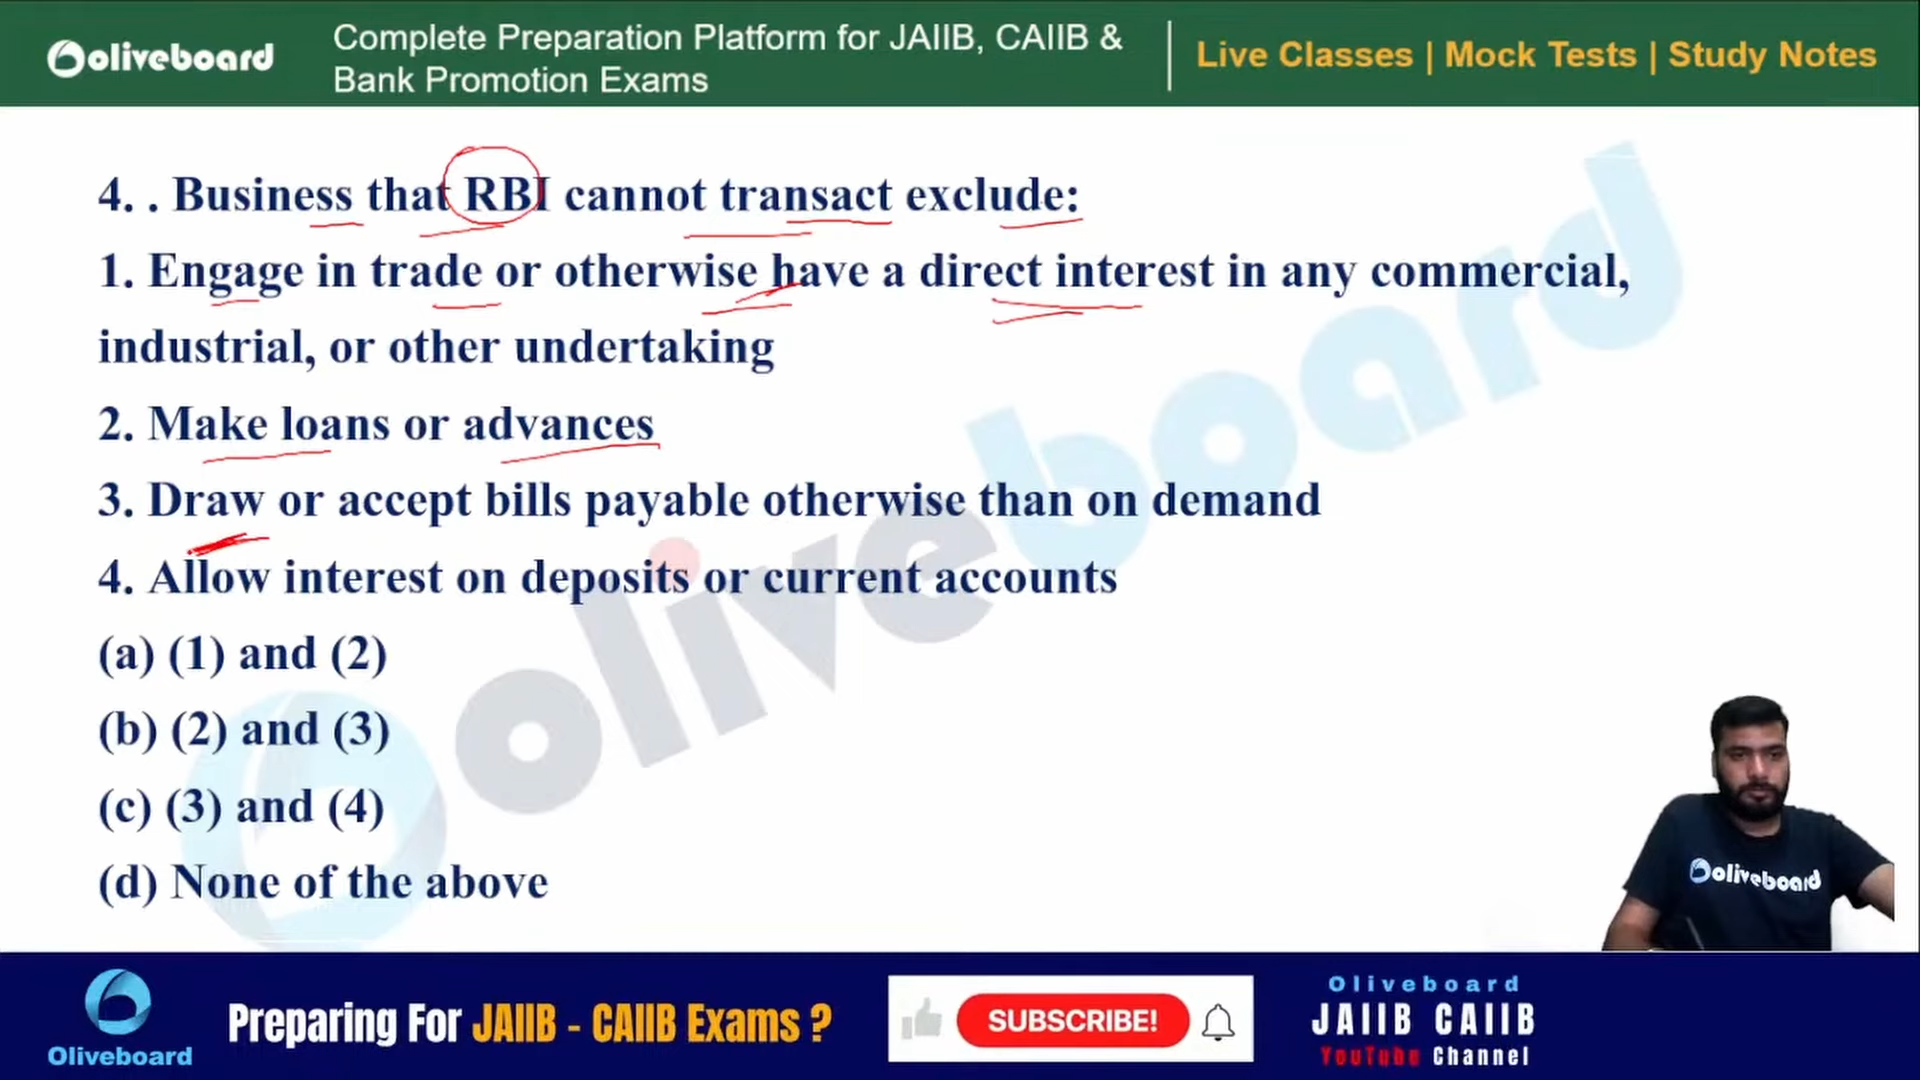 oliveboard
Complete Preparation Platform for JAIIB, CAIIB &
Bank Promotion Exams
Live Classes | Mock Tests | Study Notes
4. . Business that RBI cannot transact exclude:
1. Engage in trade or otherwise have a direct interest in any commercial,
industrial, or other undertaking
2. Make loans or advances
3. Draw or accept bills payable otherwise than on demand
4. Allow interest on deposits or current accounts
(a) (1) and (2)
(b) (2) and (3)
(c) (3) and (4)
(d) None of the above
oliveboard
oliveboard
Oliveboard
Preparing For JAIIB - CAIIB Exams ?
SUBSCRIBE!
Oliveboard
JAIIB CAIIB
YouTube Channel